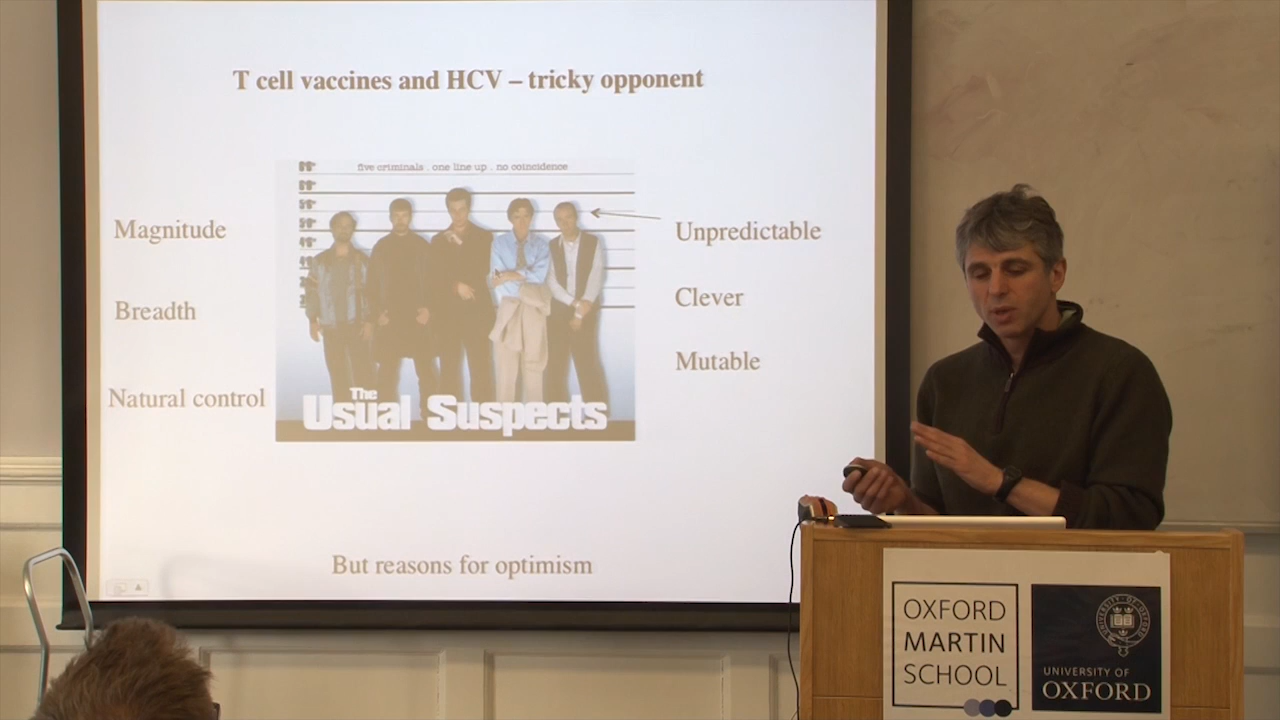 T cell vaccines and HCV – tricky opponent
five criminals . one line up . no coincidence
Magnitude
Breadth
Natural control
Unpredictable
Clever
Mutable
The
Usual Suspects
But reasons for optimism
OXFORD
MARTIN
SCHOOL
UNIVERSITY OF
OXFORD